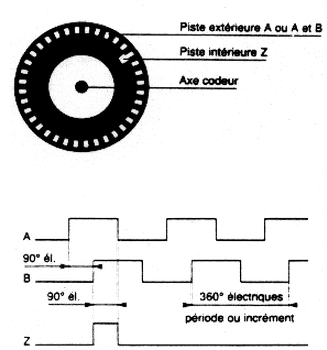 Piste extérieure A ou A et B
Piste intérieure Z
Axe codeur
A
90° él.
B
90° él.
360° électriques
période ou incrément
Z